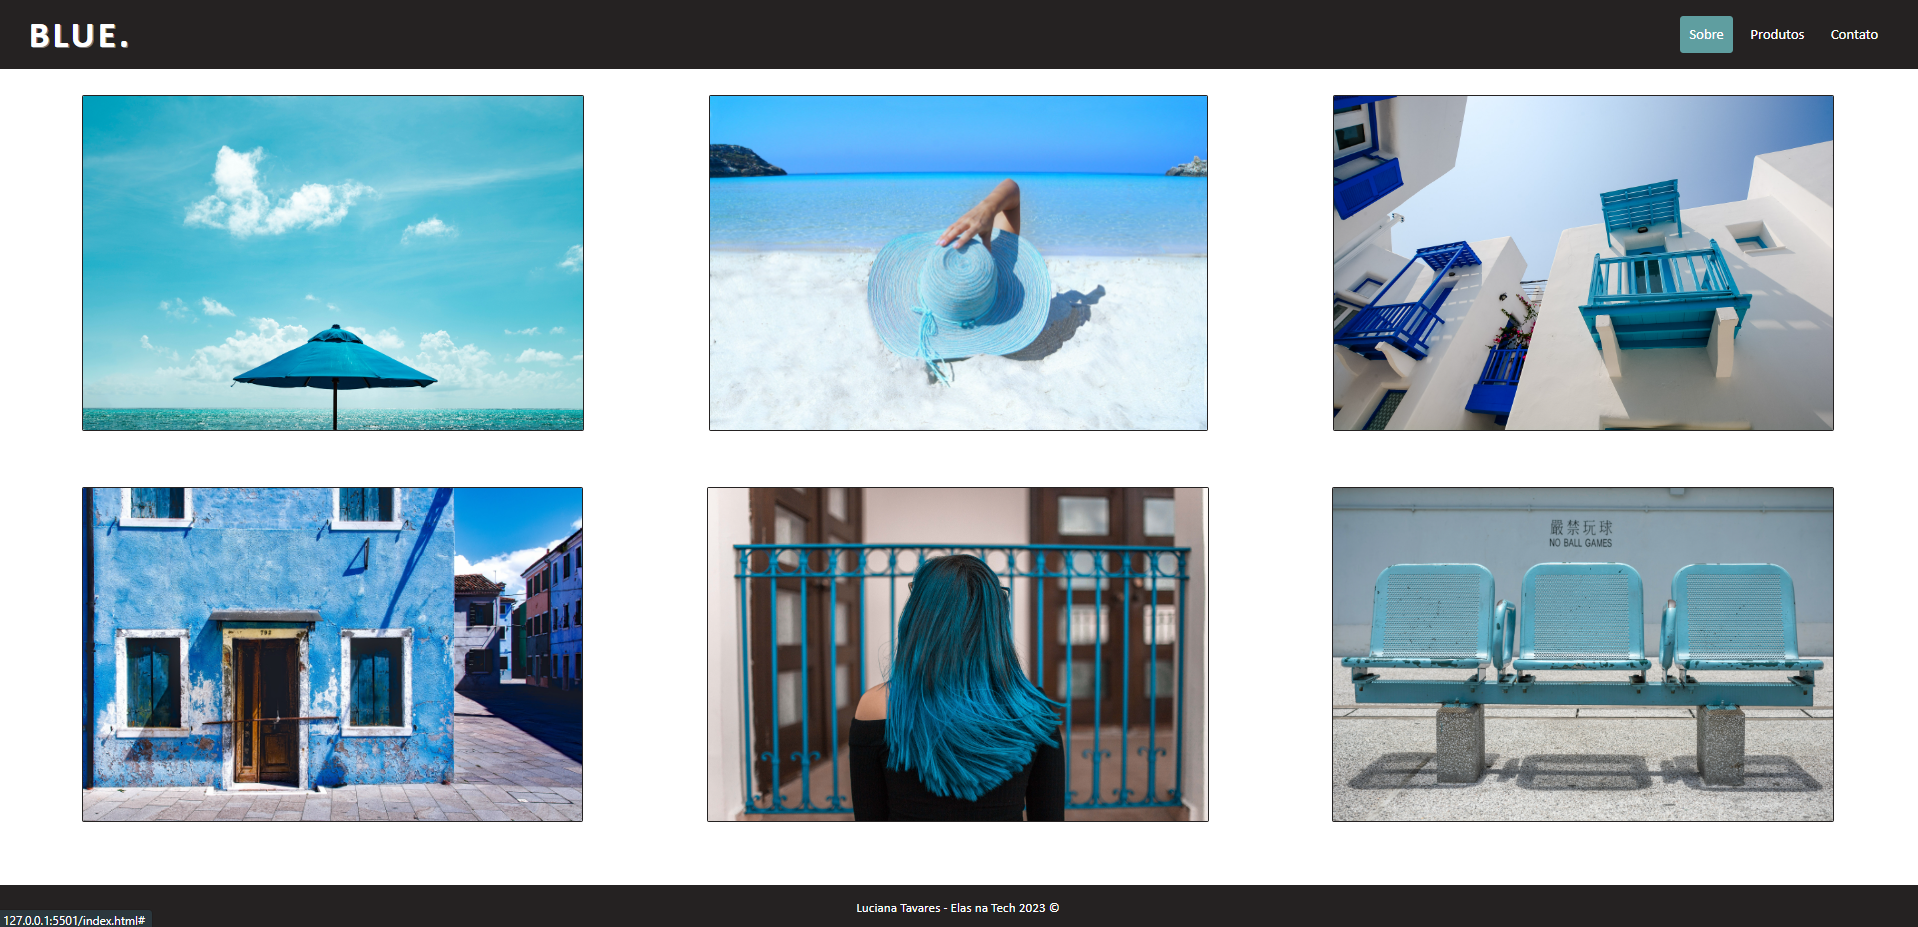 BLUE.
Sobre
Produtos
Contato
嚴禁玩球
NO BALL GAMES
Luciana Tavares - Elas na Tech 2023 ©
127.0.0.1:5501/index.html#